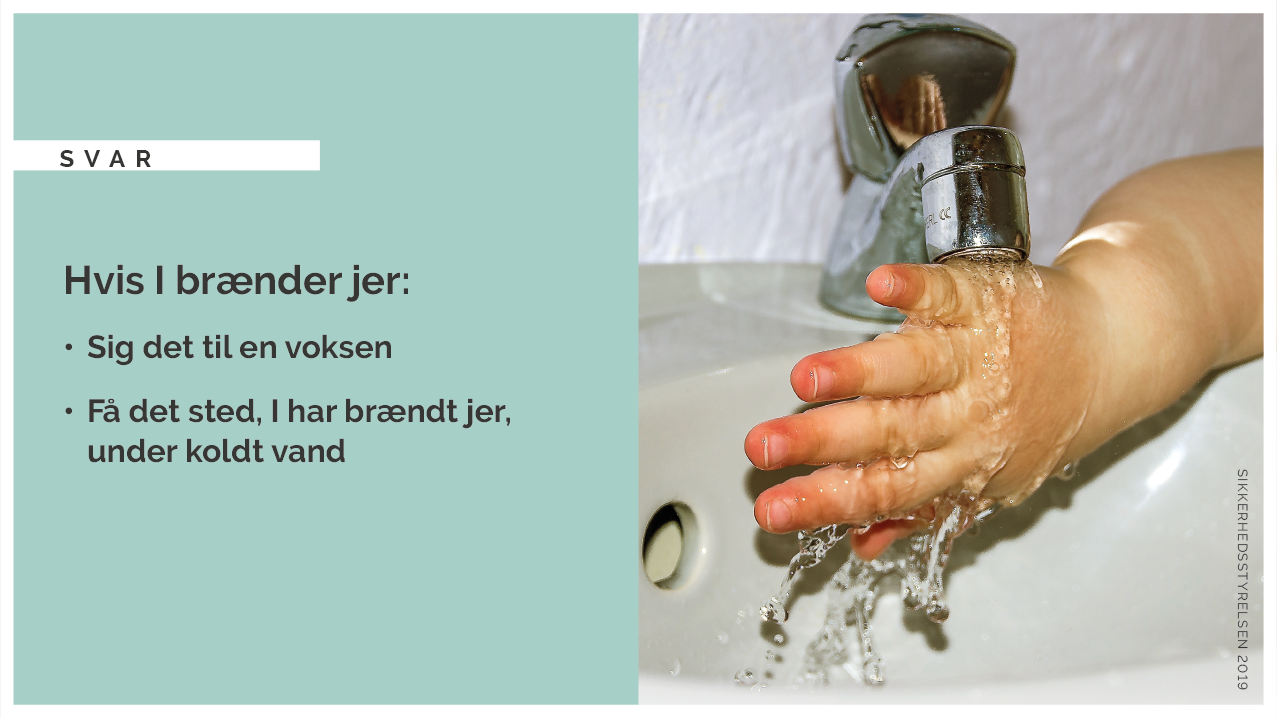 SVAR
Hvis I brænder jer:
• Sig det til en voksen
• Få det sted, I har brændt jer,
under koldt vand
SIKKERHEDSSTYRELSEN 2019